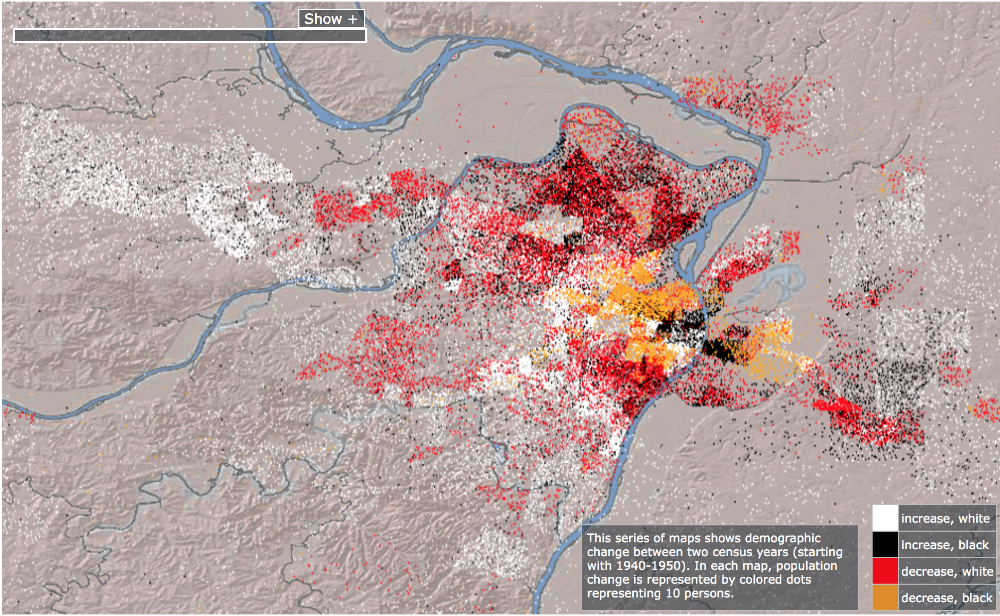 Show +
increase, white
increase, black
decrease, white
decrease, black
This series of maps shows demographic
change between two census years (starting
with 1940-1950). In each map, population
change is represented by colored dots
representing 10 persons.